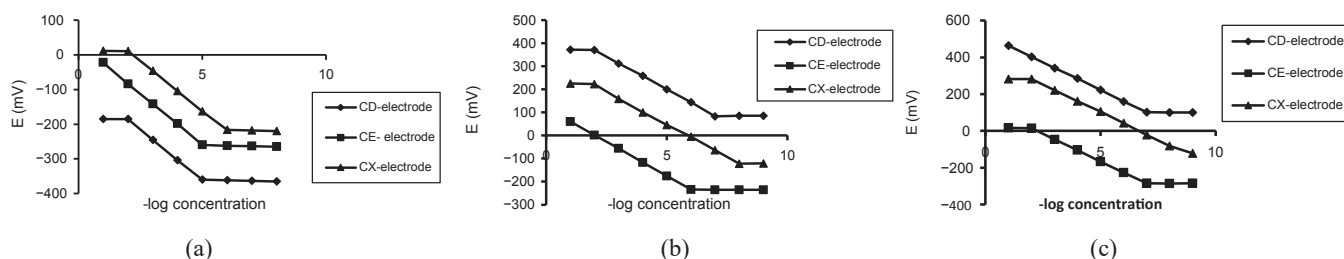 100
0
−100
−200
−300
−400
0
5
10
E (mV)
-log concentration
CD-electrode
CE- electrode
CX-electrode
(a)
500
400
300
200
100
0
−100
−200
−300
0
5
10
E (mV)
-log concentration
CD-electrode
CE-electrode
CX-electrode
(b)
600
400
200
0
−200
−400
0
5
10
E (mV)
-log concentration
CD-electrode
CE-electrode
CX-electrode
(c)